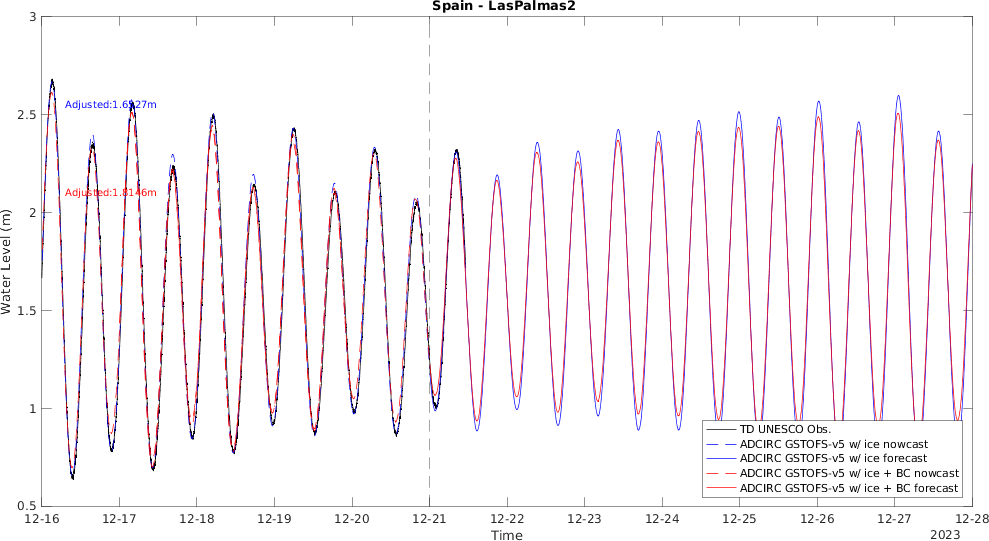 Spain - LasPalmas2
Water Level (m)
3
2.5
2
1.5
1
0.5
Adjusted:1.6527m
Adjusted:1.8146m
TD UNESCO Obs.
ADCIRC GSTOFS-v5 w/ ice nowcast
ADCIRC GSTOFS-v5 w/ ice forecast
ADCIRC GSTOFS-v5 w/ ice + BC nowcast
ADCIRC GSTOFS-v5 w/ ice + BC forecast
12-16 12-17 12-18 12-19 12-20 12-21 12-22 12-23 12-24 12-25 12-26 12-27 12-28
Time
2023